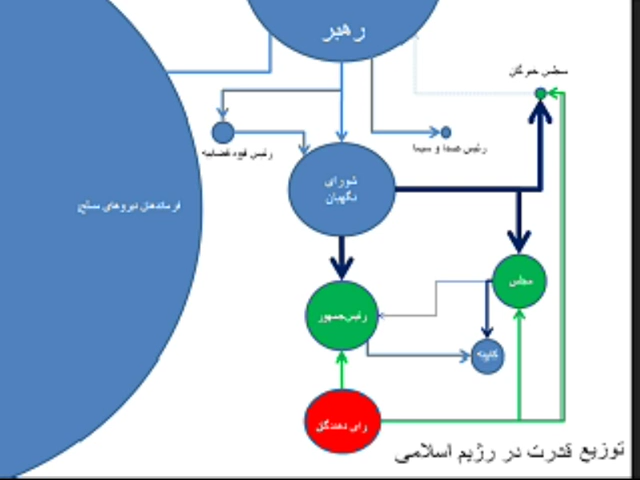 رهبر
مجلس خبرگان
رئیس قوه قضاییه
رئیس صدا و سیما
شورای
نگهبان
فرماندهان نیروهای مسلح
مجلس
رئیس‌جمهور
کابینه
رای دهندگان
توزیع قدرت در رژیم اسلامی